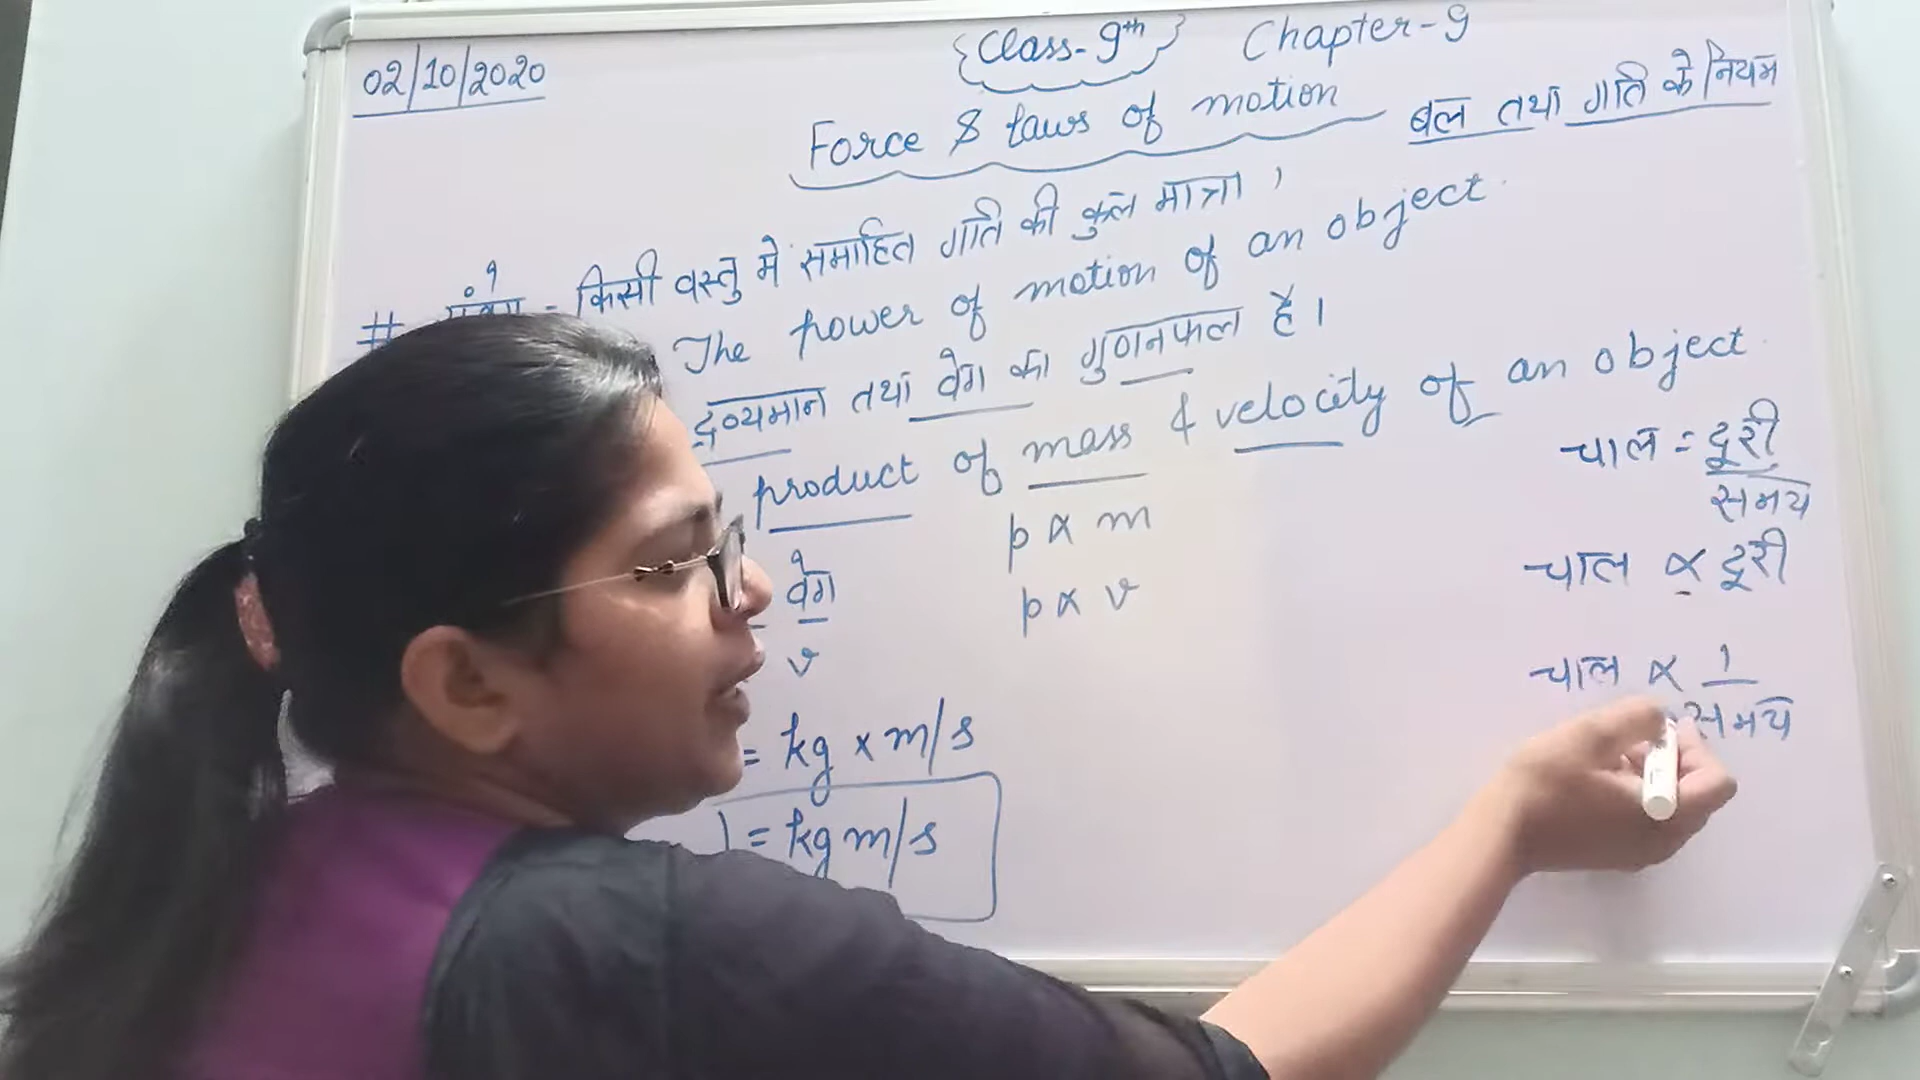 02/10/2020
Class-9th Chapter-9
Force & laws of motion बल तथा गति के नियम
# संवेग - किसी वस्तु मे समाहित गति की कुल मात्रा ,
The power of motion of an object.
द्रव्यमान तथा वेग का गुणनफल है।
product of mass & velocity of an object
p ∝ m
वेग p ∝ v
v
= kg x m/s
= kg m/s
चाल = दूरी
समय
चाल ∝ दूरी
चाल ∝ 1
समय